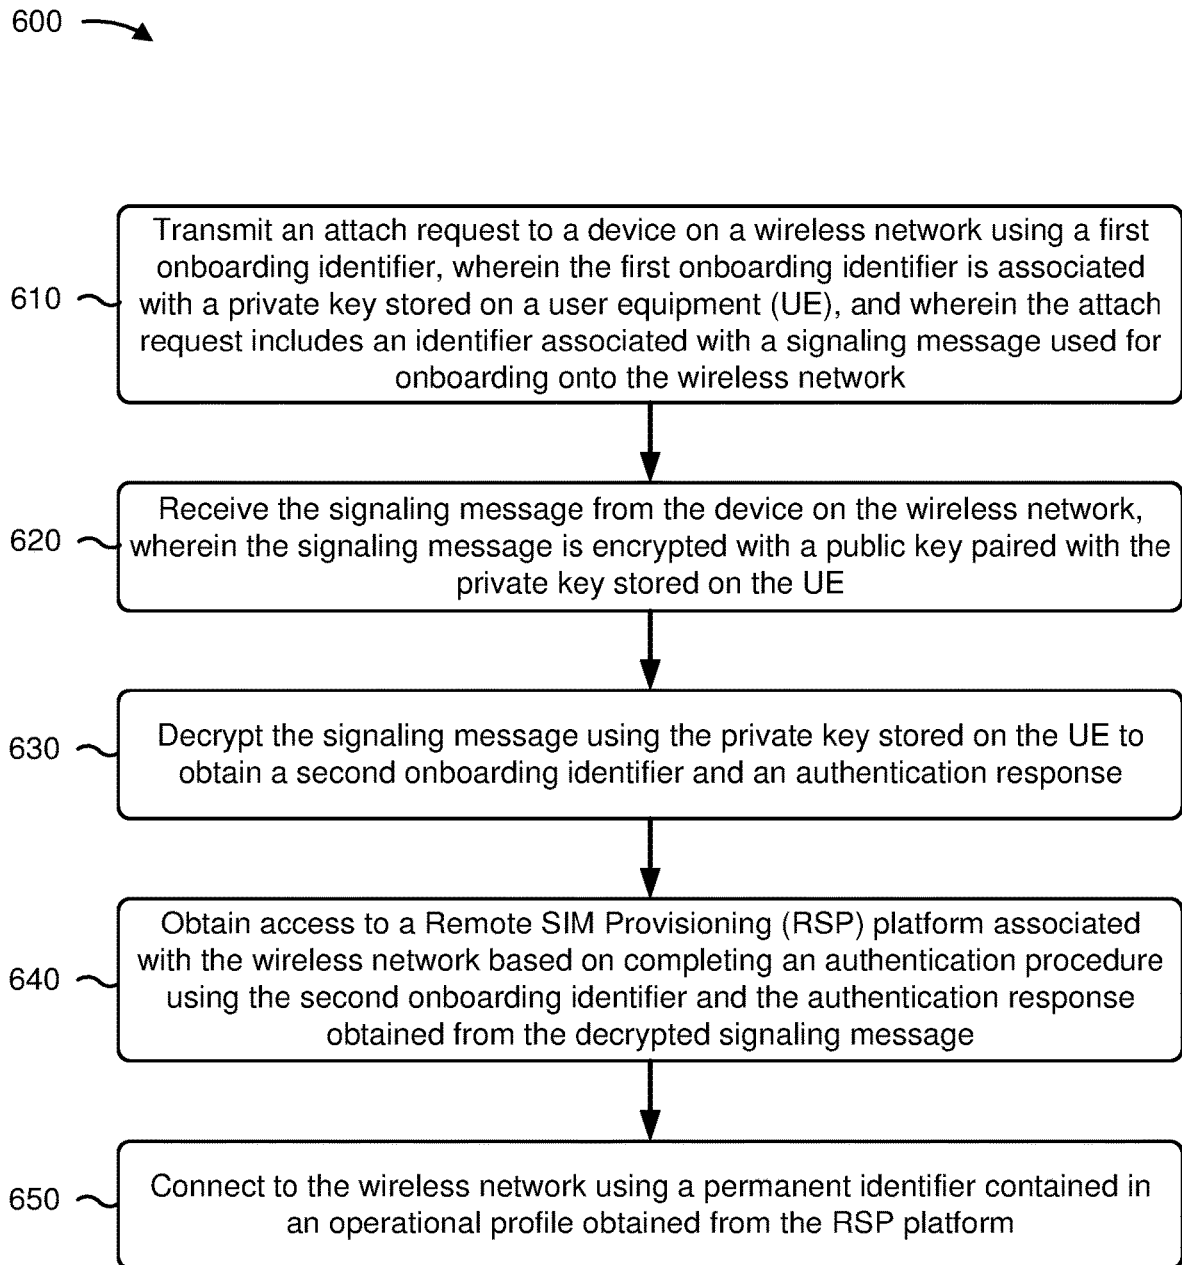 600
Transmit an attach request to a device on a wireless network using a first
onboarding identifier, wherein the first onboarding identifier is associated
610
with a private key stored on a user equipment (UE), and wherein the attach
request includes an identifier associated with a signaling message used for
onboarding onto the wireless network
Receive the signaling message from the device on the wireless network,
620
wherein the signaling message is encrypted with a public key paired with the
private key stored on the UE
630
Decrypt the signaling message using the private key stored on the UE to
obtain a second onboarding identifier and an authentication response
Obtain access to a Remote SIM Provisioning (RSP) platform associated
with the wireless network based on completing an authentication procedure
640
using the second onboarding identifier and the authentication response
obtained from the decrypted signaling message
650
Connect to the wireless network using a permanent identifier contained in
an operational profile obtained from the RSP platform